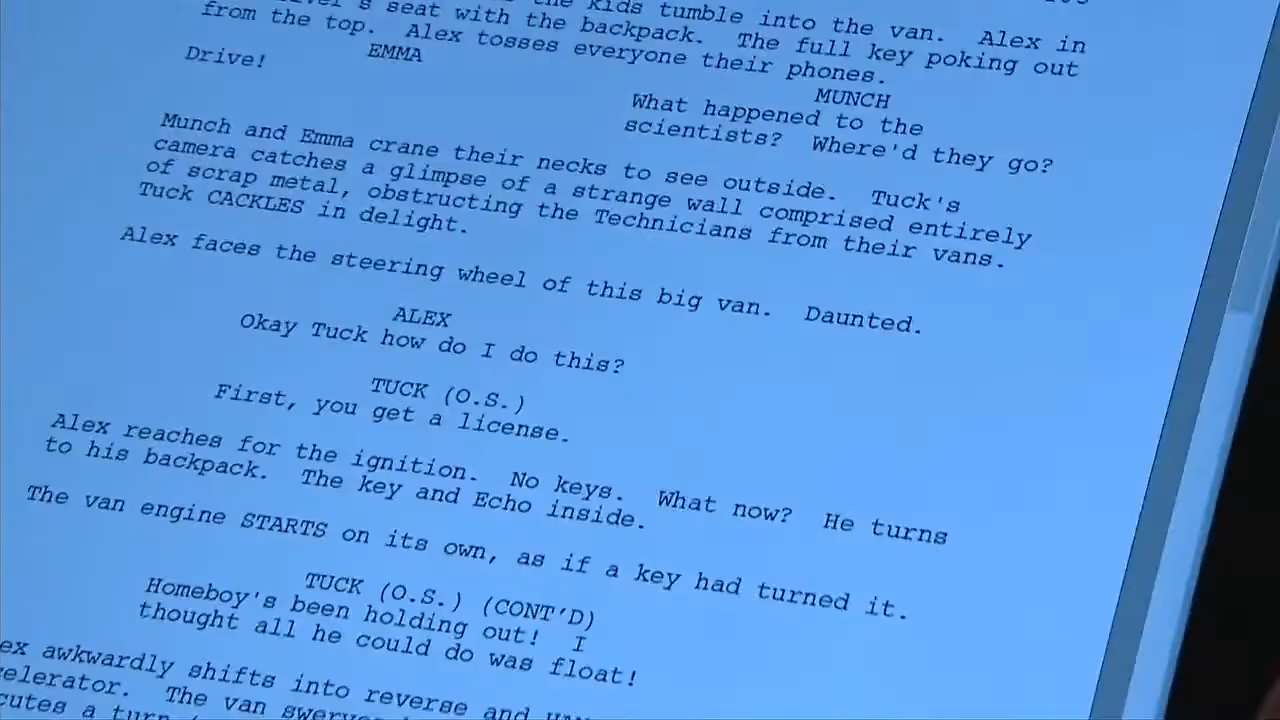 s seat with the backpack. The full key poking out
kids tumble into the van. Alex in
from the top. Alex tosses everyone their phones.
EMMA
Drive!
MUNCH
What happened to the
scientists? Where'd they go?
Munch and Emma crane their necks to see outside. Tuck's
camera catches a glimpse of a strange wall comprised entirely
of scrap metal, obstructing the Technicians from their vans.
Tuck CACKLES in delight.
Alex faces the steering wheel of this big van. Daunted.
ALEX
Okay Tuck how do I do this?
TUCK (O.S.)
First, you get a license.
Alex reaches for the ignition. No keys. What now? He turns
to his backpack. The key and Echo inside.
The van engine STARTS on its own, as if a key had turned it.
TUCK (O.S.) (CONT'D)
Homeboy's been holding out! I
thought all he could do was float!
awkwardly shifts into reverse and
The van
a turn